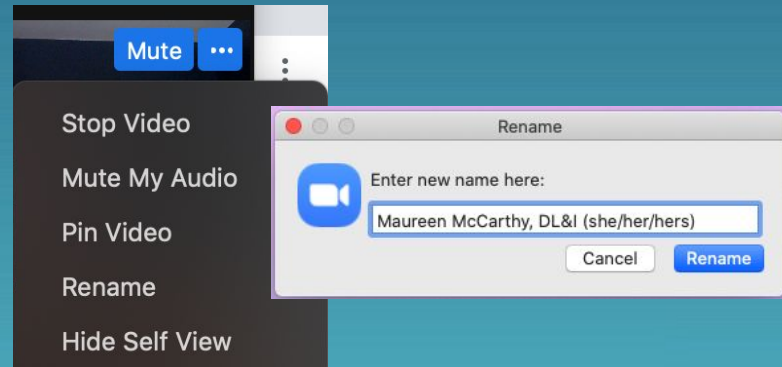 Mute ...
Stop Video
Mute My Audio
Pin Video
Rename
Hide Self View
Rename
Enter new name here:
Maureen McCarthy, DL&I (she/her/hers)
Cancel Rename